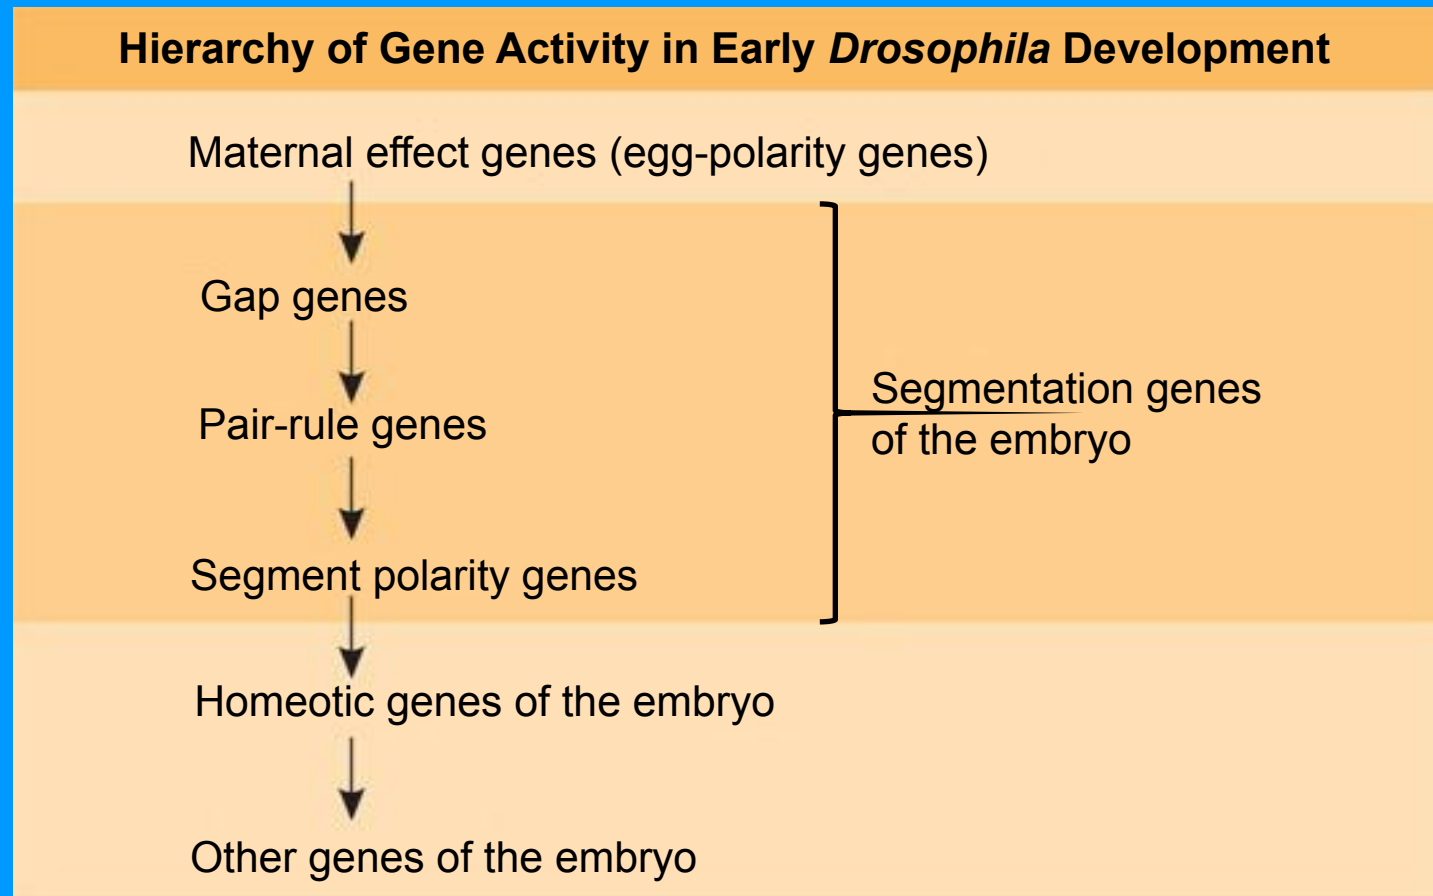 Hierarchy of Gene Activity in Early Drosophila Development
Maternal effect genes (egg-polarity genes)
Gap genes
Pair-rule genes
Segment polarity genes
Segmentation genes
of the embryo
Homeotic genes of the embryo
Other genes of the embryo